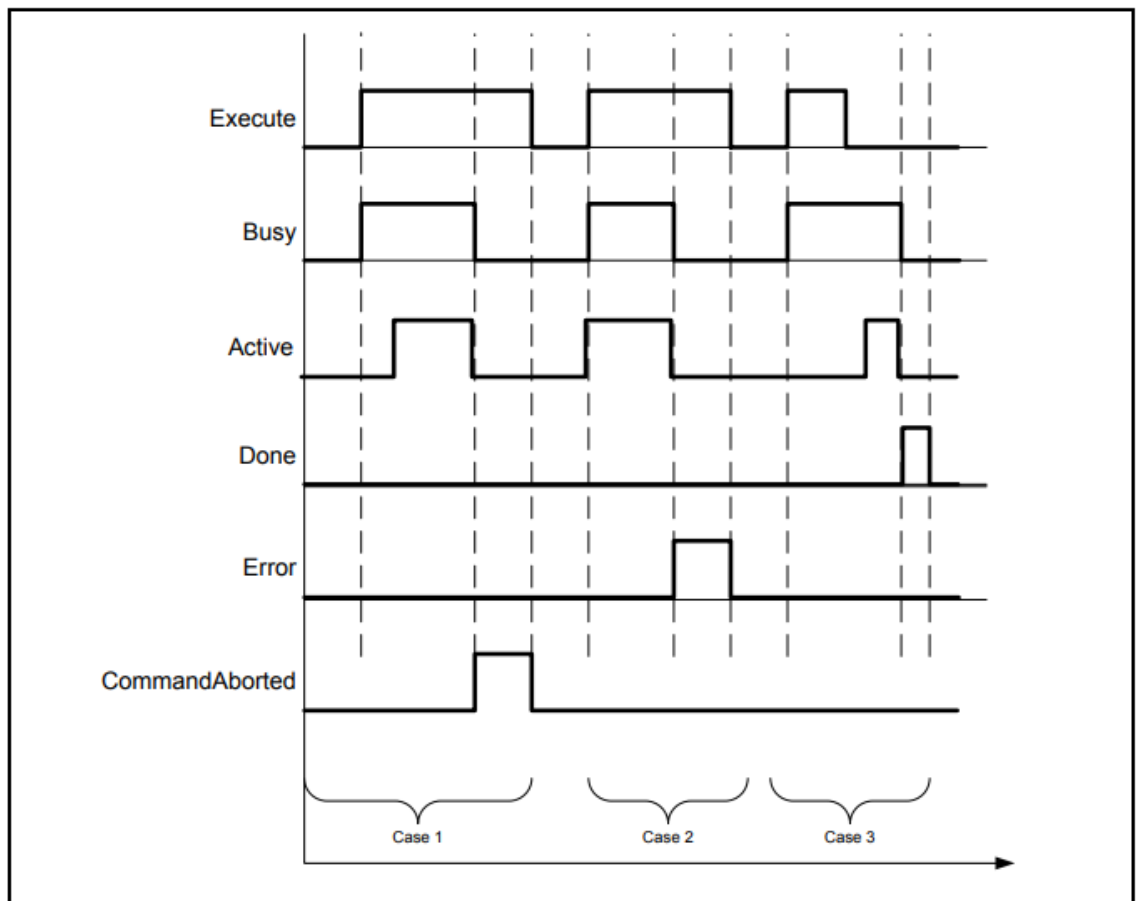 Execute
Busy
Active
Done
Error
CommandAborted
Case 1
Case 2
Case 3